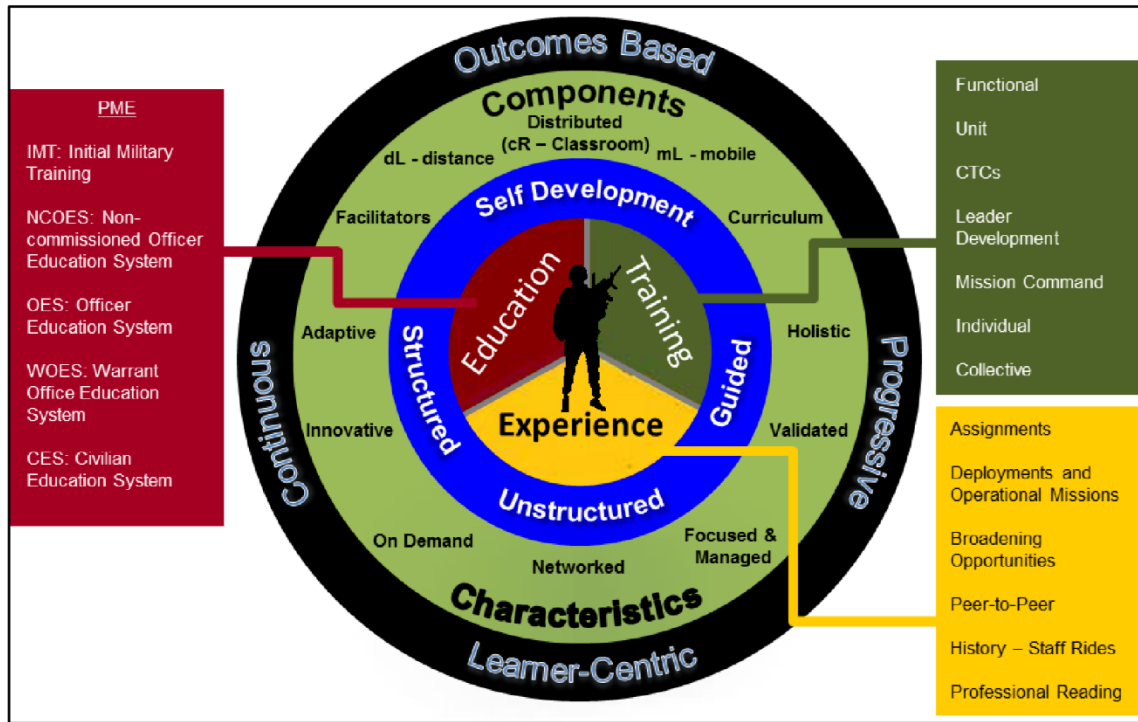 Outcomes Based
Components
Distributed
(cR – Classroom)
dL - distance
mL - mobile
Self Development
Facilitators
Curriculum
Education
Training
Adaptive
Holistic
Structured
Guided
Continuous
Progressive
Experience
Innovative
Validated
Unstructured
On Demand
Networked
Focused &
Managed
Characteristics
Learner-Centric
PME
IMT: Initial Military
Training
NCOES: Non-
commissioned Officer
Education System
OES: Officer
Education System
WOES: Warrant
Office Education
System
CES: Civilian
Education System
Functional
Unit
CTCs
Leader
Development
Mission Command
Individual
Collective
Assignments
Deployments and
Operational Missions
Broadening
Opportunities
Peer-to-Peer
History – Staff Rides
Professional Reading